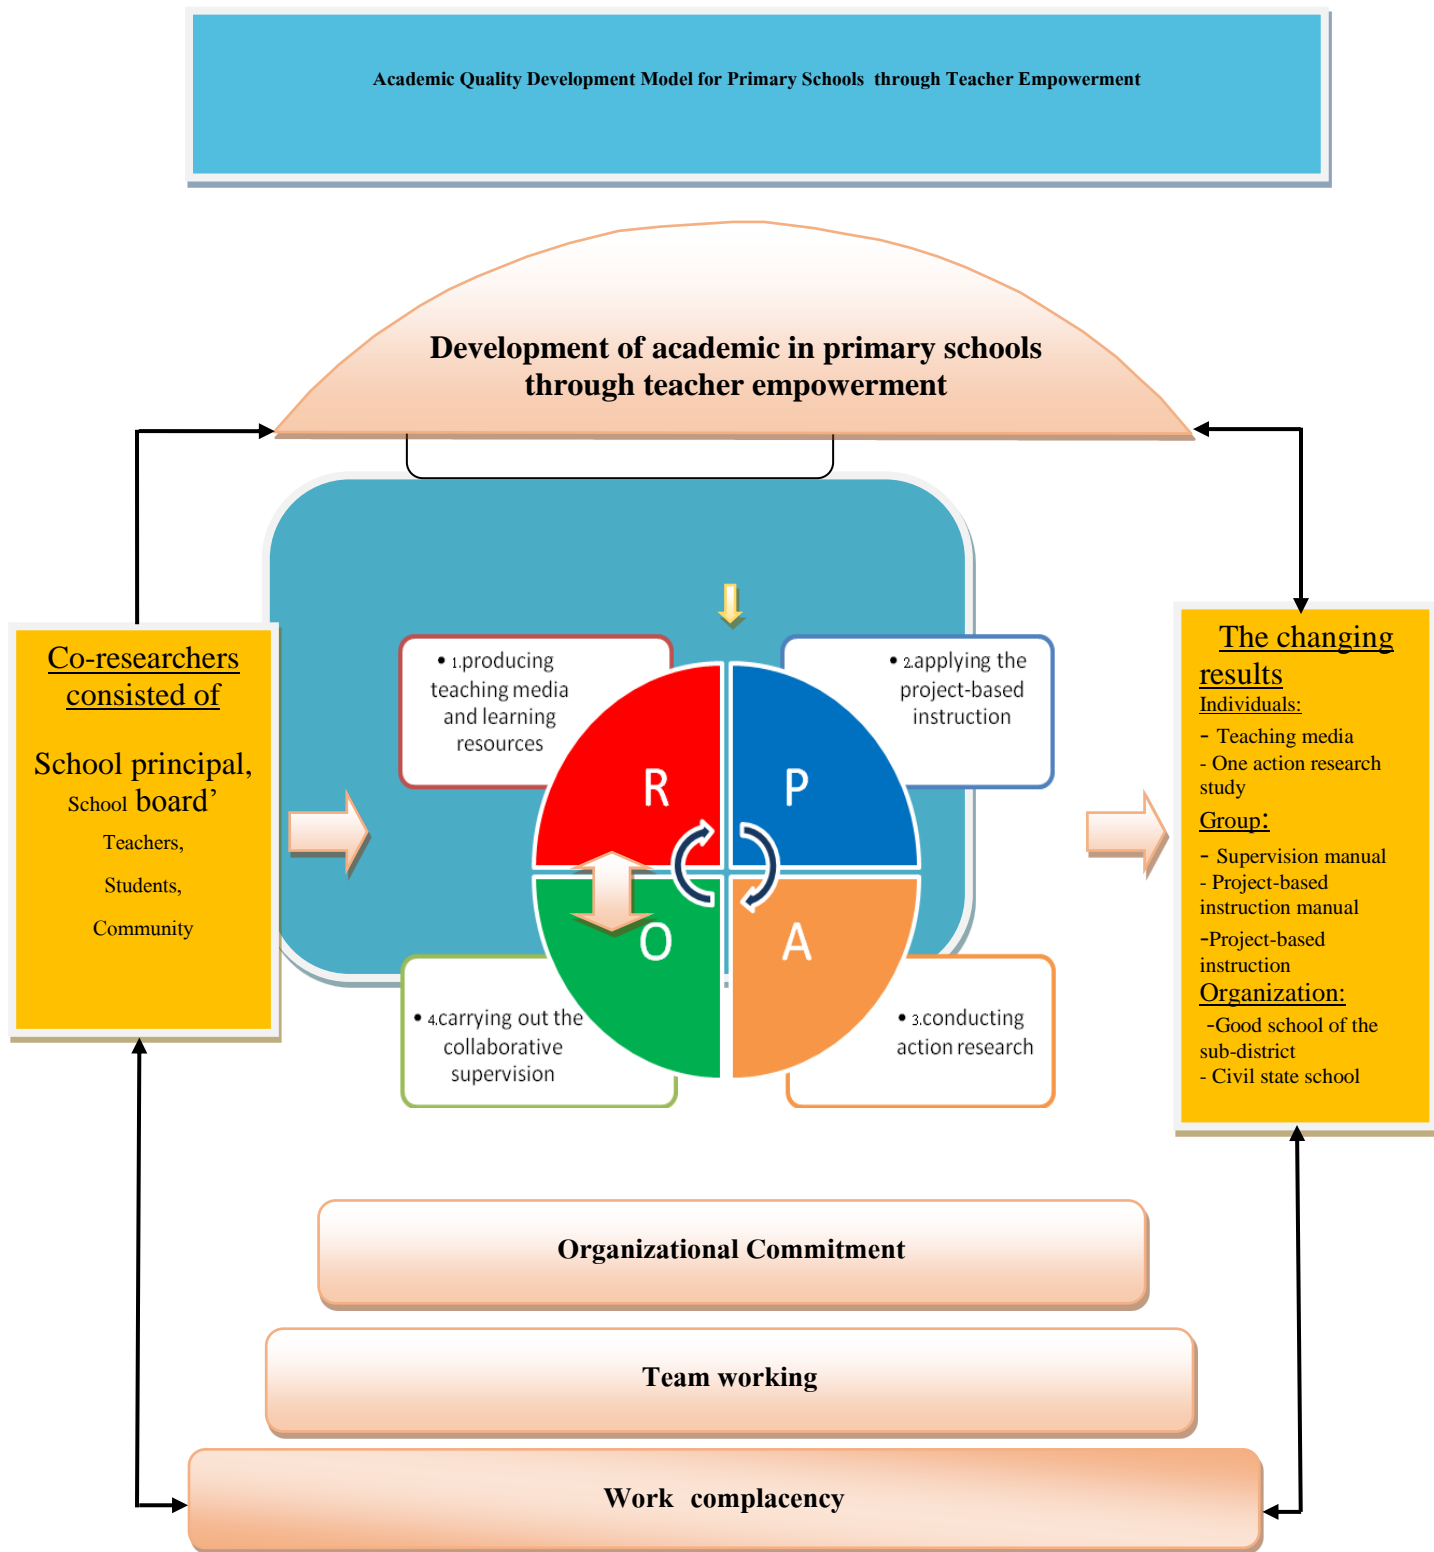 Academic Quality Development Model for Primary Schools through Teacher Empowerment
Development of academic in primary schools
through teacher empowerment
Co-researchers
consisted of
School principal,
School board’
Teachers,
Students,
Community
• 1.producing
teaching media
and learning
resources
• 2.applying the
project-based
instruction
R
P
O
A
• 4.carrying out the
collaborative
supervision
• 3.conducting
action research
The changing
results
Individuals:
- Teaching media
- One action research
study
Group:
- Supervision manual
- Project-based
instruction manual
-Project-based
instruction
Organization:
-Good school of the
sub-district
- Civil state school
Organizational Commitment
Team working
Work complacency